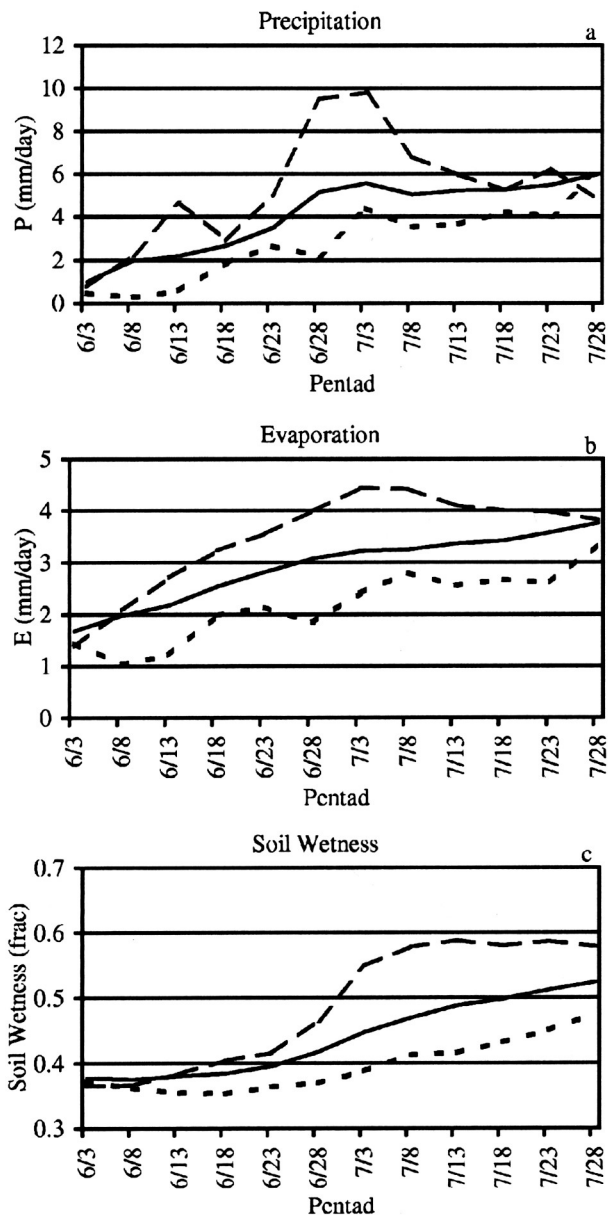 Precipitation
a
12
10
8
6
4
2
0
P (mm/day)
6/3 6/8 6/13 6/18 6/23 6/28 7/3 7/8 7/13 7/18 7/23 7/28
Pentad
Evaporation
b
5
4
3
2
1
0
E (mm/day)
6/3 6/8 6/13 6/18 6/23 6/28 7/3 7/8 7/13 7/18 7/23 7/28
Pentad
Soil Wetness
c
0.7
0.6
0.5
0.4
0.3
Soil Wetness (frac)
6/3 6/8 6/13 6/18 6/23 6/28 7/3 7/8 7/13 7/18 7/23 7/28
Pentad